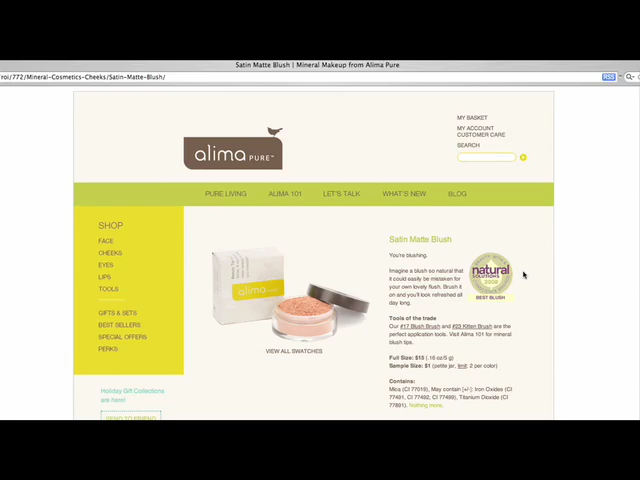 Satin Matte Blush | Mineral Makeup from Alima Pure
roi/772/Mineral-Cosmetics-Cheeks/Satin-Matte-Blush/
RSS
MY BASKET
MY ACCOUNT
CUSTOMER CARE
SEARCH
alima PURE™
PURE LIVING
ALIMA 101
LET'S TALK
WHAT'S NEW
BLOG
SHOP
FACE
CHEEKS
EYES
LIPS
TOOLS
GIFTS & SETS
BEST SELLERS
SPECIAL OFFERS
PERKS
Holiday Gift Collections
are here!
SEND TO FRIEND
alima
VIEW ALL SWATCHES
Satin Matte Blush
You're blushing.
Imagine a blush so natural that
it could easily be mistaken for
your own lovely flush. Brush it
on and you'll look refreshed all
day long.
natural
SOLUTIONS
2008
BEST BLUSH
Tools of the trade
Our #17 Blush Brush and #23 Kitten Brush are the
perfect application tools. Visit Alima 101 for mineral
blush tips.
Full Size: $13 (.16 oz/5 g)
Sample Size: $1 (petite jar, limit: 2 per color)
Contains:
Mica (CI 77019), May contain [+/-]: Iron Oxides (CI
77491, CI 77492, CI 77499), Titanium Dioxide (CI
77891). Nothing more.